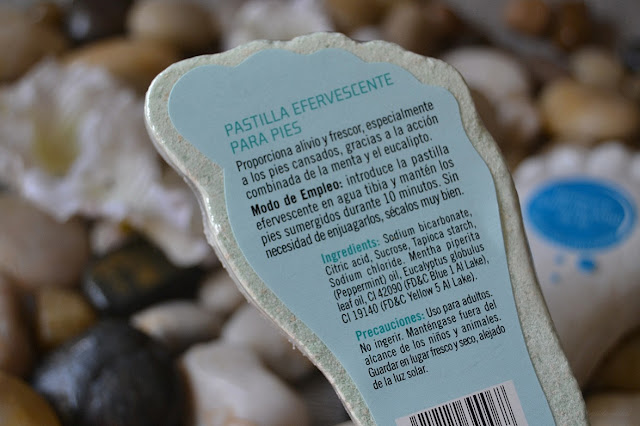 PASTILLA EFERVESCENTE
PARA PIES
Proporciona alivio y frescor, especialmente
a los pies cansados, gracias a la acción
combinada de la menta y el eucalipto.
Modo de Empleo: introduce la pastilla
efervescente en agua tibia y mantén los
pies sumergidos durante 10 minutos. Sin
necesidad de enjuagarlos, sécalos muy bien.
Ingredients: Sodium bicarbonate,
Citric acid, Sucrose, Tapioca starch,
Sodium chloride. Mentha piperita
(Peppermint) oil, Eucalyptus globulus
leaf oil, CI 42090 (FD&C Blue 1 Al Lake),
CI 19140 (FD&C Yellow 5 Al Lake).
Precauciones: Uso para adultos.
No ingerir. Manténgase fuera del
alcance de los niños y animales.
Guardar en lugar fresco y seco, alejado
de la luz solar.